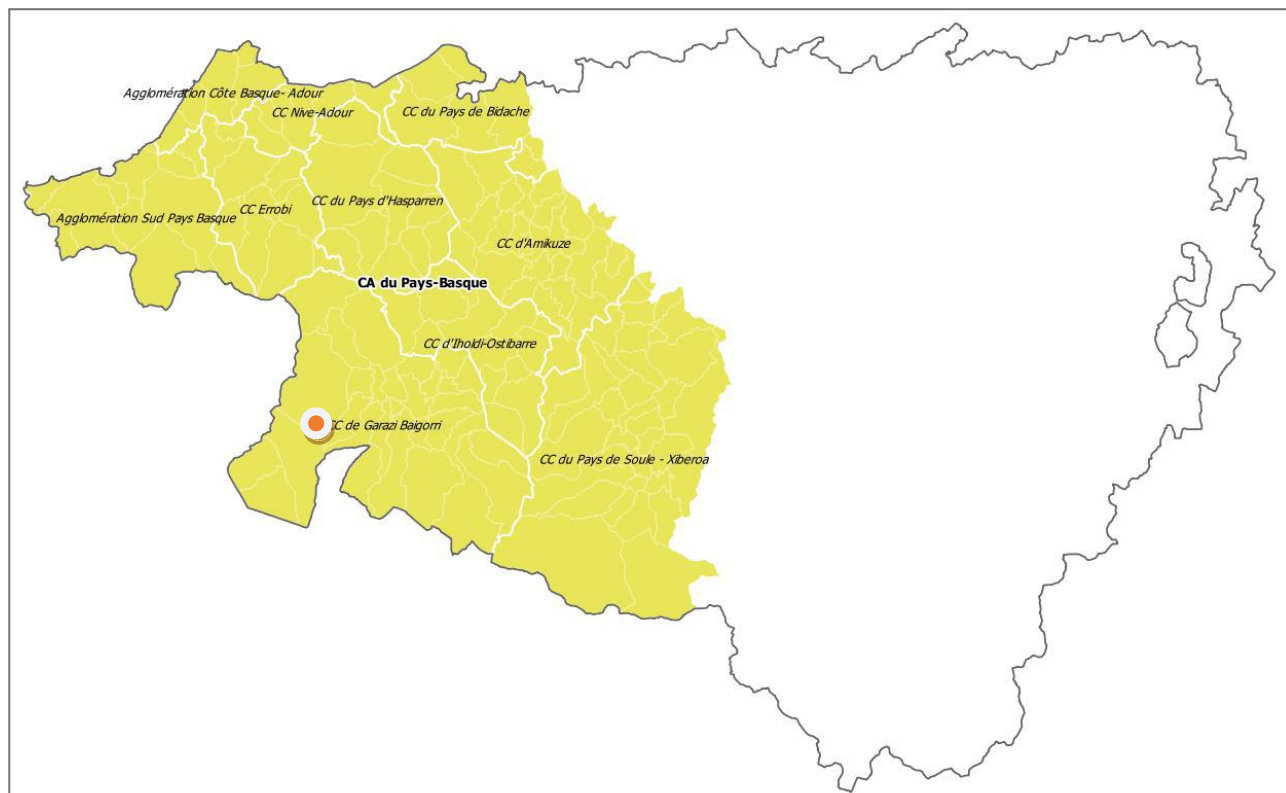 Agglomération Côte Basque- Adour
CC Nive-Adour
CC du Pays de Bidache
CC du Pays d'Hasparren
CC Errobi
Agglomération Sud Pays Basque
CC d'Amikuze
CA du Pays-Basque
CC d'Iholdi-Ostibarre
CC de Garazi Baigorri
CC du Pays de Soule - Xiberoa